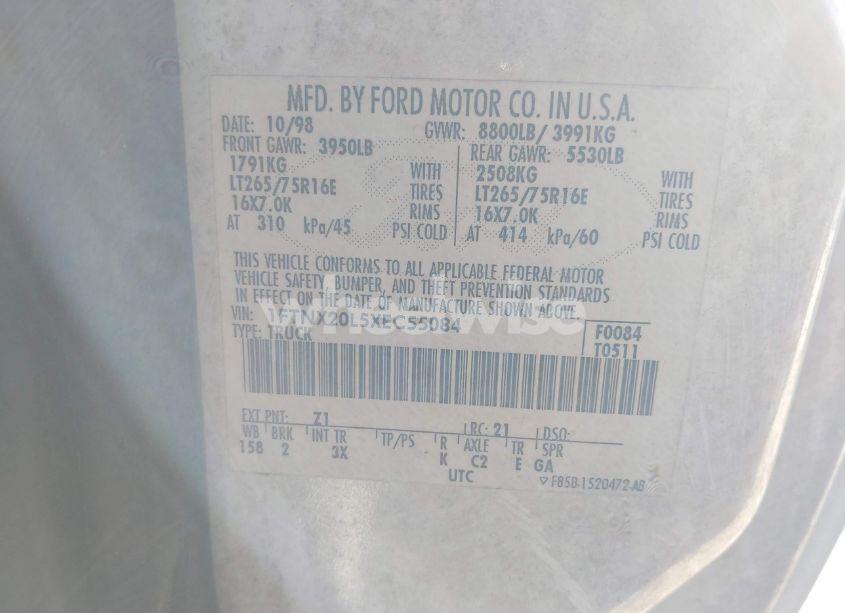 MFD. BY FORD MOTOR CO. IN U.S.A.
DATE: 10/98 GVWR: 8800LB/ 3991KG
FRONT GAWR: 3950LB REAR GAWR: 5530LB
1791KG WITH 2508KG WITH
LT265/75R16E TIRES LT265/75R16E TIRES
16X7.0K RIMS 16X7.0K RIMS
AT 310 kPa/45 PSI COLD AT 414 kPa/60 PSI COLD
THIS VEHICLE CONFORMS TO ALL APPLICABLE FEDERAL MOTOR
VEHICLE SAFETY, BUMPER, AND THEFT PREVENTION STANDARDS
IN EFFECT ON THE DATE OF MANUFACTURE SHOWN ABOVE.
VIN: 1FTNX20L5XEC55084 F0084
TYPE: TRUCK T0511
EXT PNT: Z1 RC: 21 DSO:
WB BRK INT TR TP/PS R AXLE TR SPR
158 2 3X K C2 E GA
UTC F85B-1520472-AB